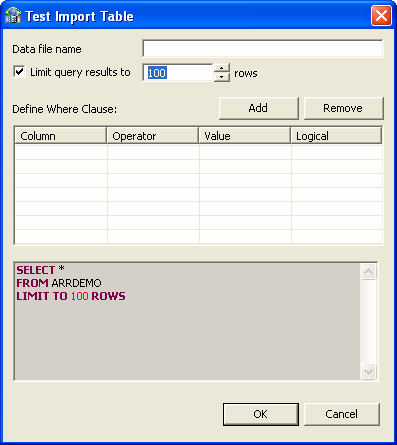 Test Import Table
Data file name
Limit query results to 100 rows
Define Where Clause: Add Remove
Column Operator Value Logical
SELECT *
FROM ARRDEMO
LIMIT TO 100 ROWS
OK Cancel